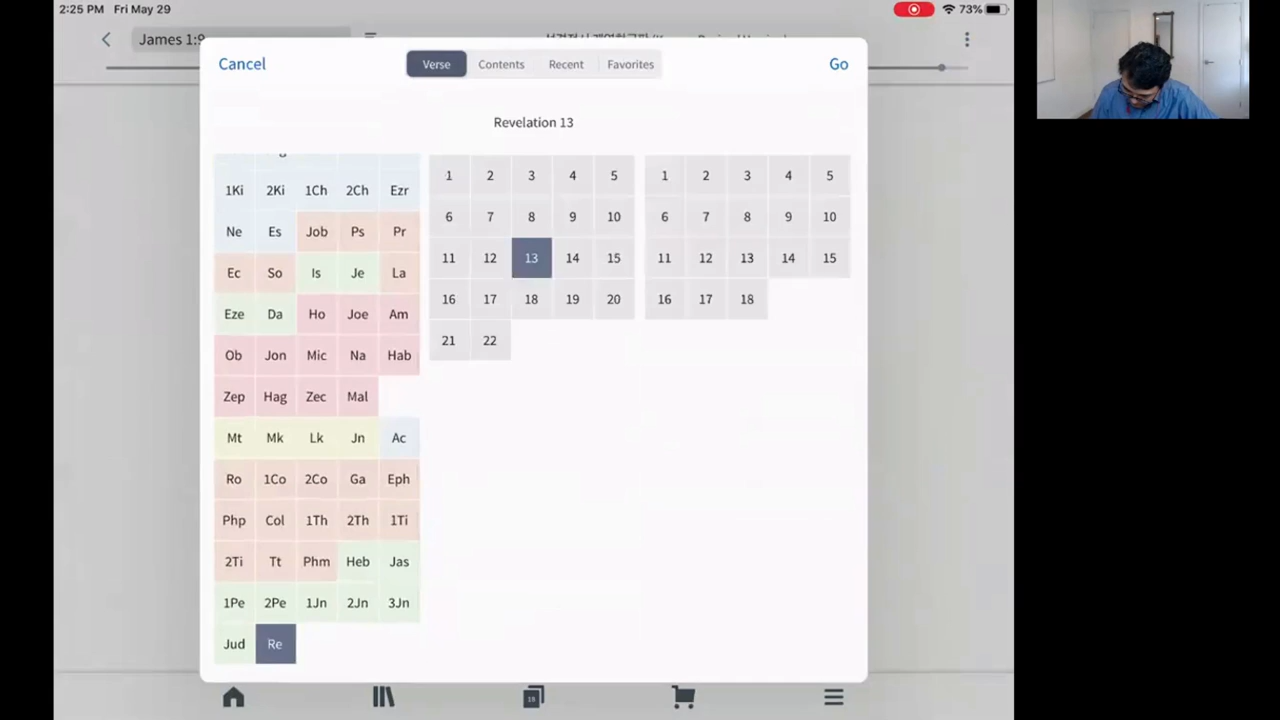 2:25 PM Fri May 29 73%
James 1:9
Cancel Verse Contents Recent Favorites Go
Revelation 13
1Ki 2Ki 1Ch 2Ch Ezr
Ne Es Job Ps Pr
Ec So Is Je La
Eze Da Ho Joe Am
Ob Jon Mic Na Hab
Zep Hag Zec Mal
Mt Mk Lk Jn Ac
Ro 1Co 2Co Ga Eph
Php Col 1Th 2Th 1Ti
2Ti Tt Phm Heb Jas
1Pe 2Pe 1Jn 2Jn 3Jn
Jud Re
1 2 3 4 5
6 7 8 9 10
11 12 13 14 15
16 17 18 19 20
21 22
1 2 3 4 5
6 7 8 9 10
11 12 13 14 15
16 17 18
15